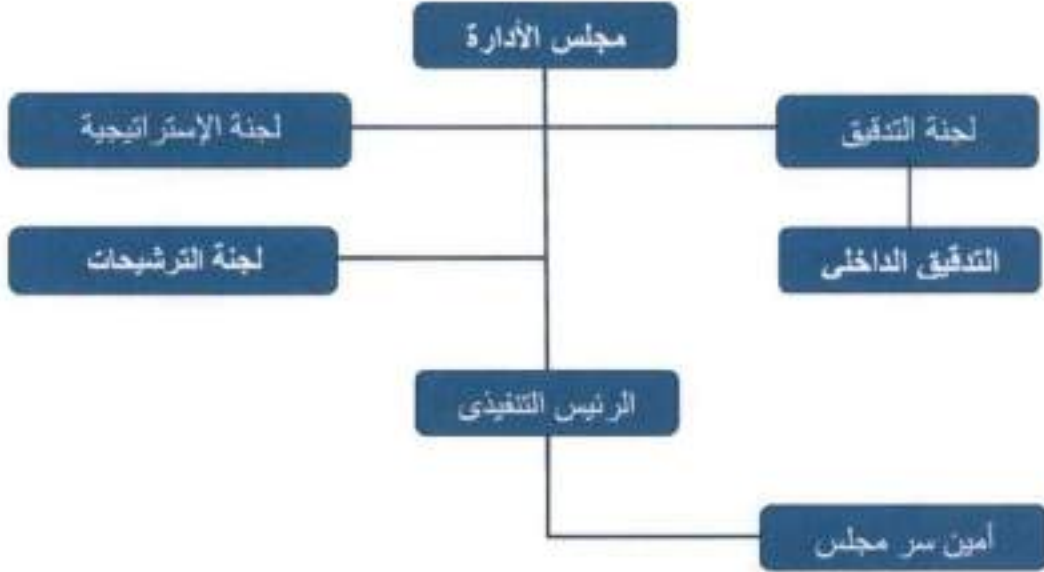 مجلس الأدارة
لجنة التدقيق
لجنة الإستراتيجية
التدقيق الداخلى
لجنة الترشيحات
الرئيس التنفيذى
أمين سر مجلس